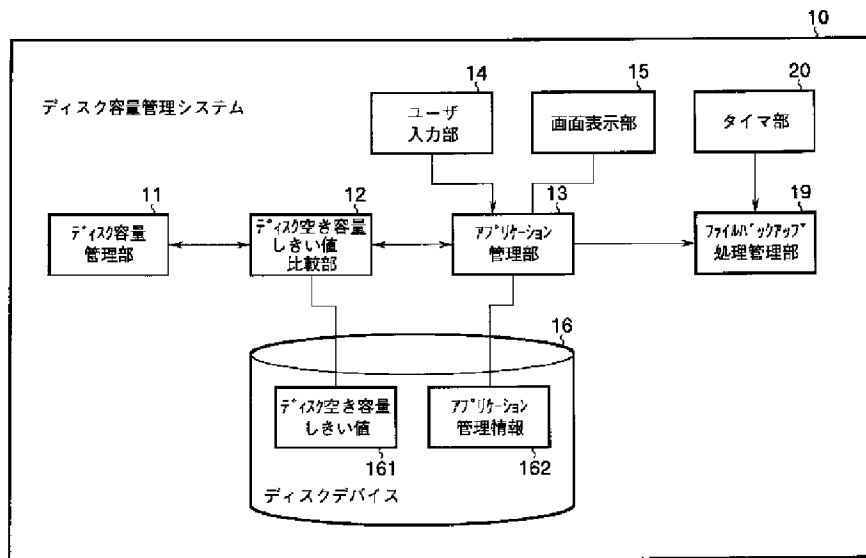 10
14
15
20
ディスク容量管理システム
ユーザ
入力部
画面表示部
タイマ部
11
12
13
19
ﾃﾞｨｽｸ容量
管理部
ﾃﾞｨｽｸ空き容量
しきい値
比較部
ｱﾌﾟﾘｹｰｼｮﾝ
管理部
ﾌｧｲﾙﾊﾞｯｸｱｯﾌﾟ
処理管理部
16
ﾃﾞｨｽｸ空き容量
しきい値
ｱﾌﾟﾘｹｰｼｮﾝ
管理情報
161
162
ディスクデバイス